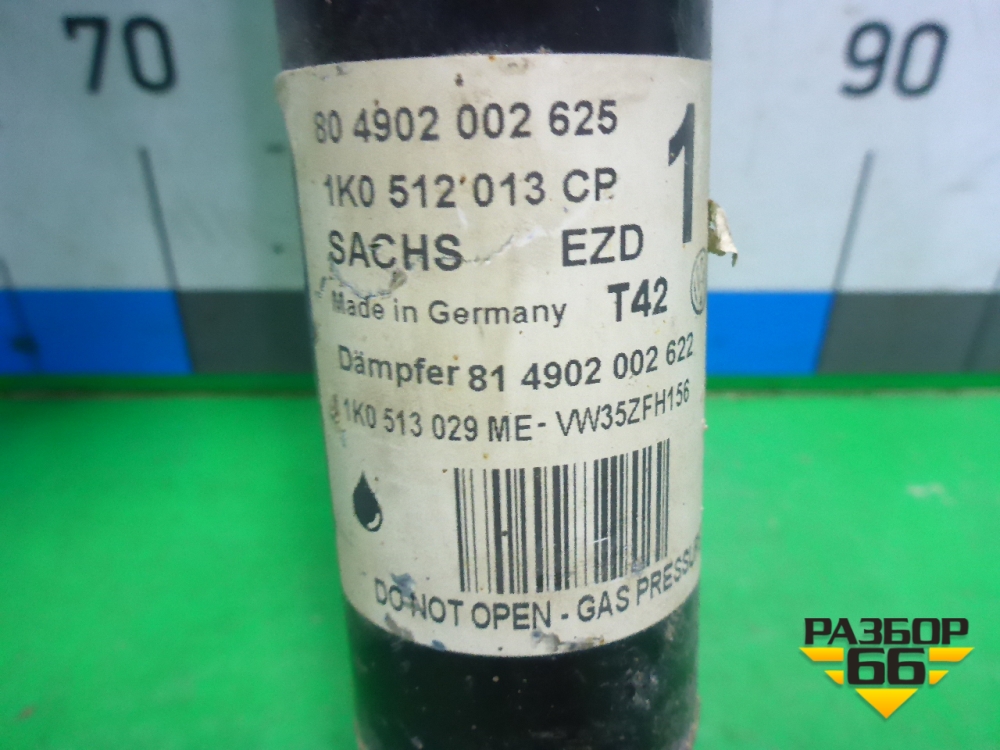 70
90
80 4902 002 625
1
1K0 512 013 CP
SACHS EZD
Made in Germany T42
Dämpfer 81 4902 002 622
1K0 513 029 ME - VW35ZFH156
DO NOT OPEN - GAS PRESSUR
РАЗБОР
66